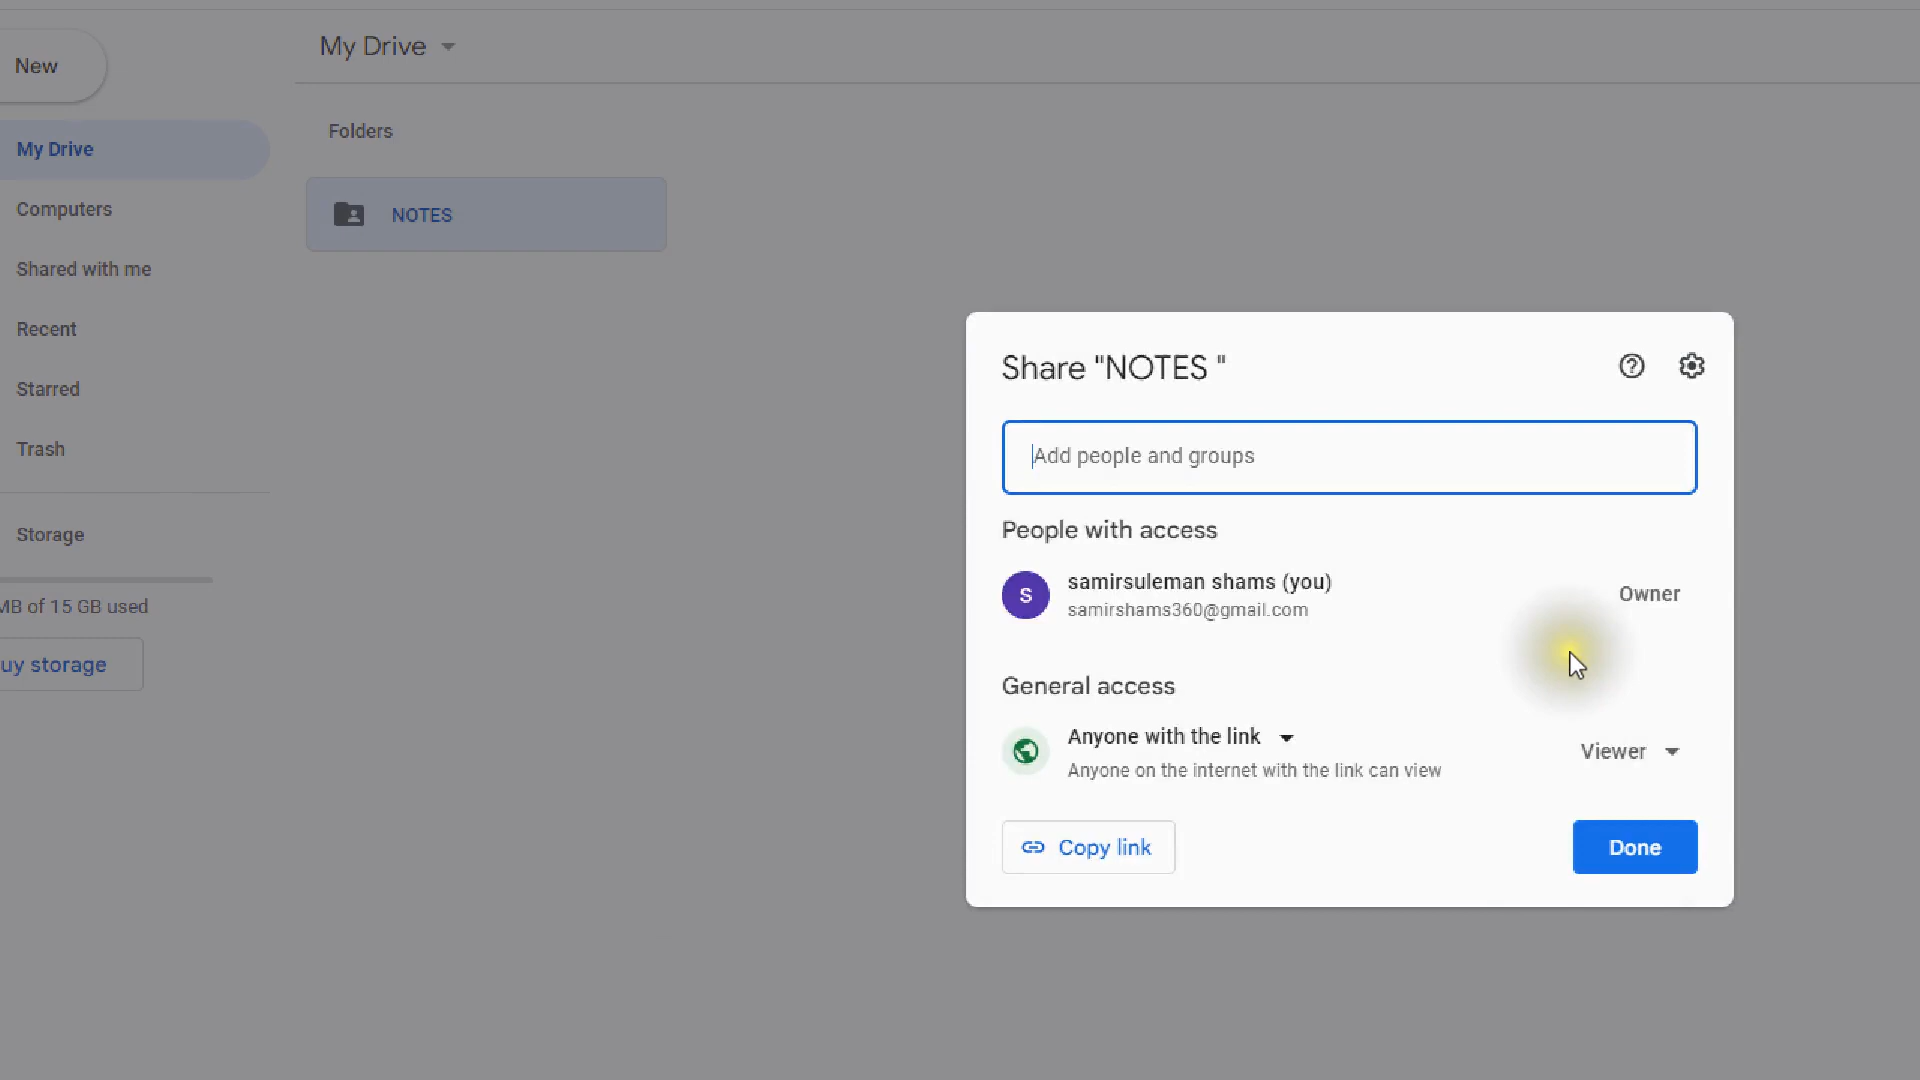 New
My Drive
My Drive
Computers
Shared with me
Recent
Starred
Trash
Storage
MB of 15 GB used
uy storage
Folders
NOTES
Share "NOTES "
Add people and groups
People with access
S
samirsuleman shams (you)
samirshams360@gmail.com
Owner
General access
Anyone with the link
Anyone on the internet with the link can view
Viewer
Copy link
Done